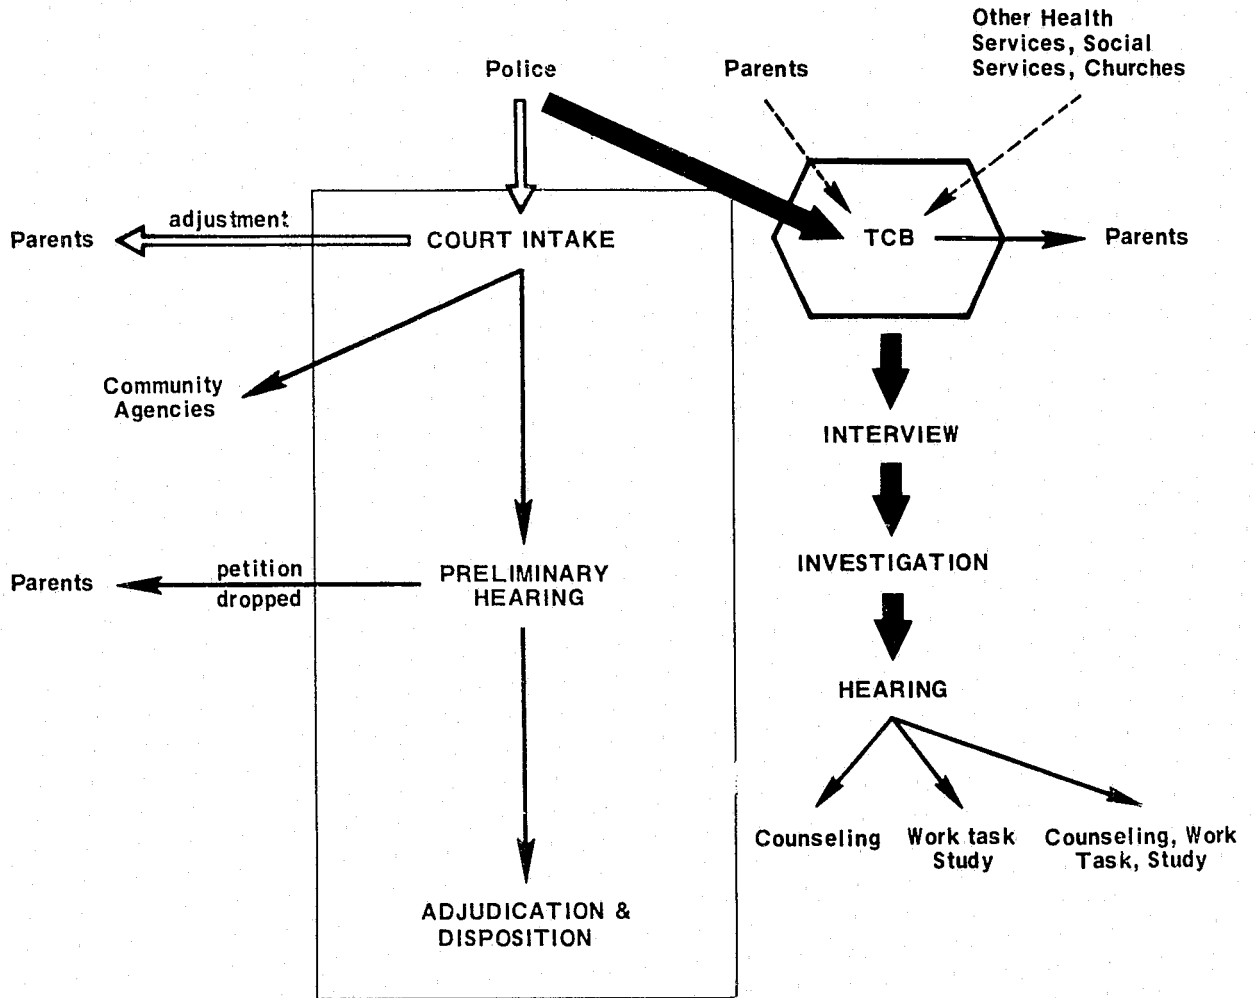 Other Health
Services, Social
Services, Churches
Police
Parents
adjustment
Parents
COURT INTAKE
TCB
Parents
Community
Agencies
INTERVIEW
INVESTIGATION
Parents
petition
dropped
PRELIMINARY
HEARING
HEARING
Counseling
Work task
Study
Counseling, Work
Task, Study
ADJUDICATION &
DISPOSITION